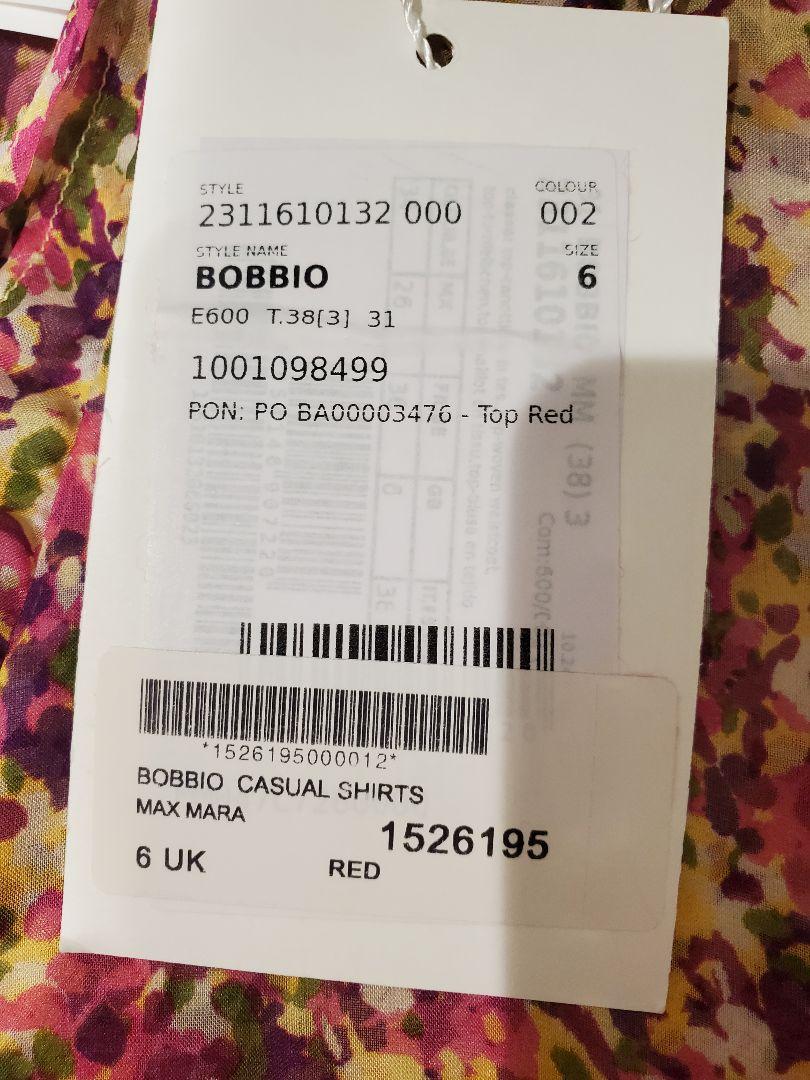 STYLE COLOUR
2311610132 000 002
STYLE NAME SIZE
BOBBIO 6
E600 T.38[3] 31
1001098499
PON: PO BA00003476 - Top Red
*1526195000012*
BOBBIO CASUAL SHIRTS
MAX MARA
1526195
6 UK RED